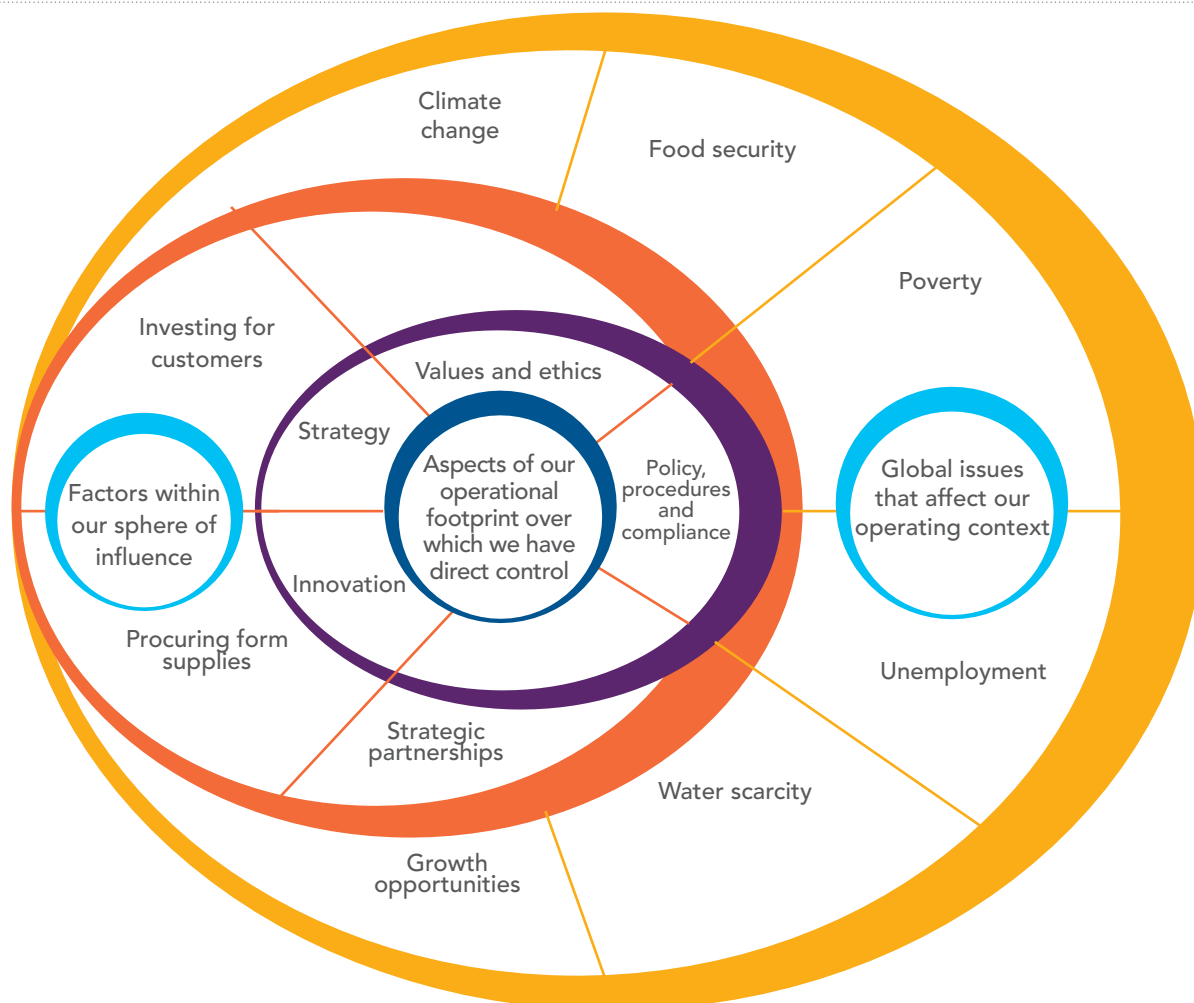 Climate
change
Food security
Poverty
Investing for
customers
Values and ethics
Strategy
Factors within
our sphere of
influence
Aspects of our
operational
footprint over
which we have
direct control
Policy,
procedures
and
compliance
Global issues
that affect our
operating context
Innovation
Procuring form
supplies
Unemployment
Strategic
partnerships
Water scarcity
Growth
opportunities